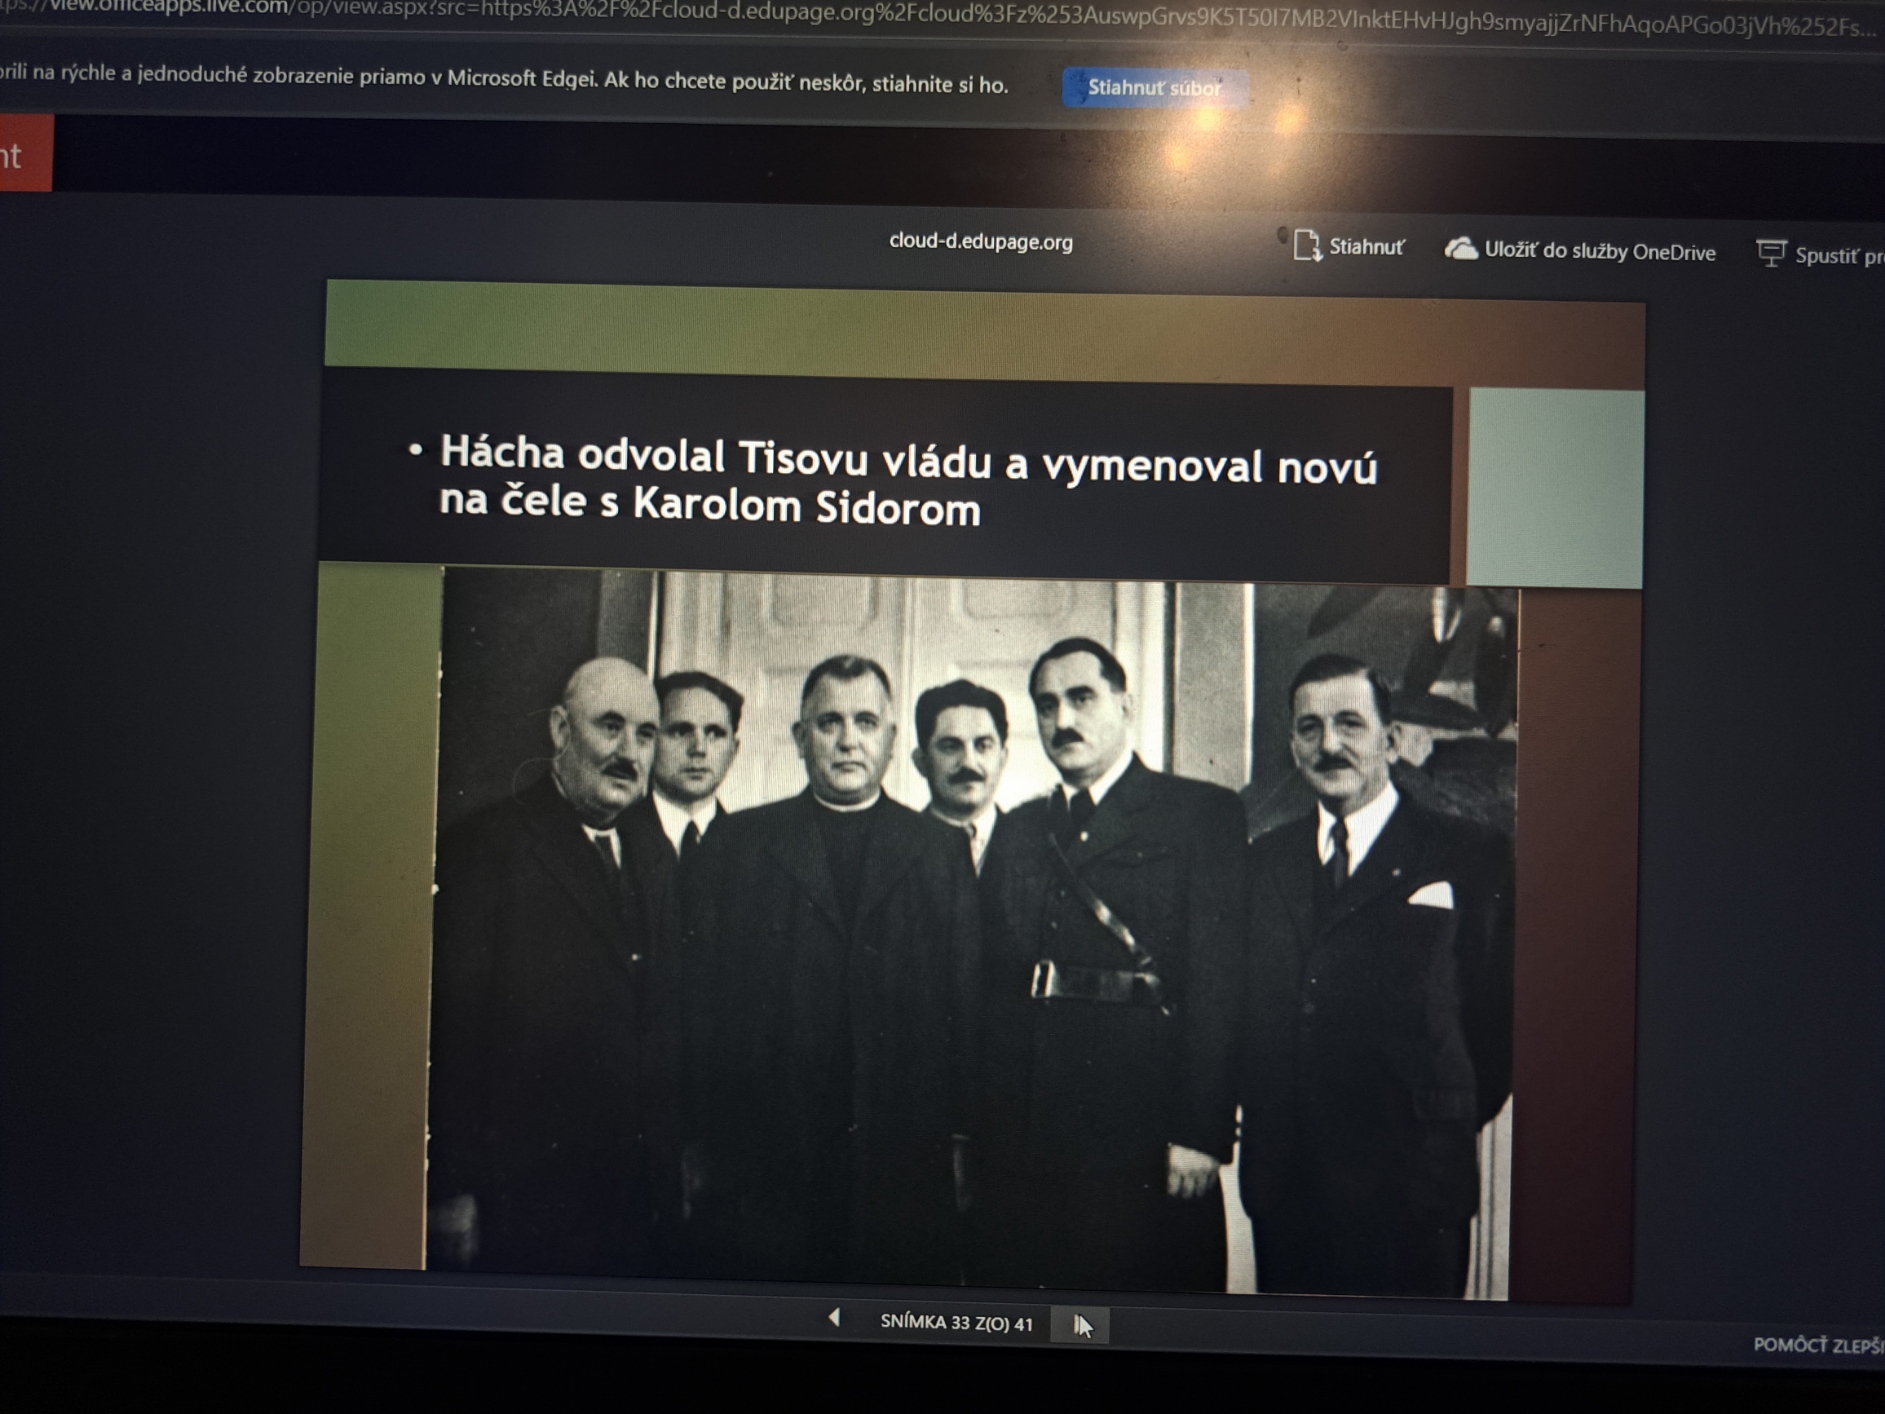 view.officeapps.live.com/op/view.aspx?src=https%3A%2F%2Fcloud-d.edupage.org%2Fcloud%3Fz%253AuswpGrvs9K5T50I7MB2VlnktEHvHJgh9smyajjZrNFhAqoAPGo03jVh%252Fs...
na rýchle a jednoduché zobrazenie priamo v Microsoft Edgei. Ak ho chcete použiť neskôr, stiahnite si ho.
Stiahnuť súbor
nt
cloud-d.edupage.org
Stiahnuť
Uložiť do služby OneDrive
Spustiť pr
• Hácha odvolal Tisovu vládu a vymenoval novú
na čele s Karolom Sidorom
SNÍMKA 33 Z(O) 41
POMÔCŤ ZLEPŠI